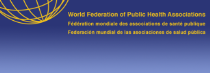 World Federation of Public Health Associations
Fédération mondiale des associations de santé publique
Federación mundial de las asociaciones de salud pública